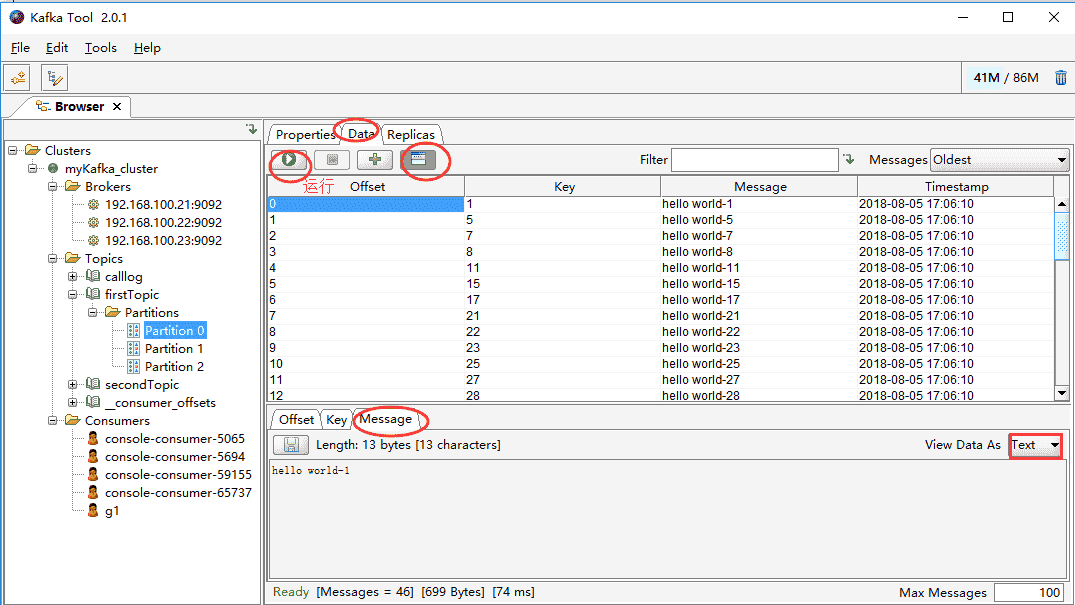 Kafka Tool 2.0.1
File Edit Tools Help
41M / 86M
Browser
Clusters
myKafka_cluster
Brokers
192.168.100.21:9092
192.168.100.22:9092
192.168.100.23:9092
Topics
calllog
firstTopic
Partitions
Partition 0
Partition 1
Partition 2
secondTopic
__consumer_offsets
Consumers
console-consumer-5065
console-consumer-5694
console-consumer-59155
console-consumer-65737
g1
Properties Data Replicas
Filter Messages Oldest
运行 Offset Key Message Timestamp
0 1 hello world-1 2018-08-05 17:06:10
1 5 hello world-5 2018-08-05 17:06:10
2 7 hello world-7 2018-08-05 17:06:10
3 8 hello world-8 2018-08-05 17:06:10
4 11 hello world-11 2018-08-05 17:06:10
5 15 hello world-15 2018-08-05 17:06:10
6 17 hello world-17 2018-08-05 17:06:10
7 21 hello world-21 2018-08-05 17:06:10
8 22 hello world-22 2018-08-05 17:06:10
9 23 hello world-23 2018-08-05 17:06:10
10 25 hello world-25 2018-08-05 17:06:10
11 27 hello world-27 2018-08-05 17:06:10
12 28 hello world-28 2018-08-05 17:06:10
Offset Key Message
Length: 13 bytes [13 characters] View Data As Text
hello world-1
Ready [Messages = 46] [699 Bytes] [74 ms] Max Messages 100